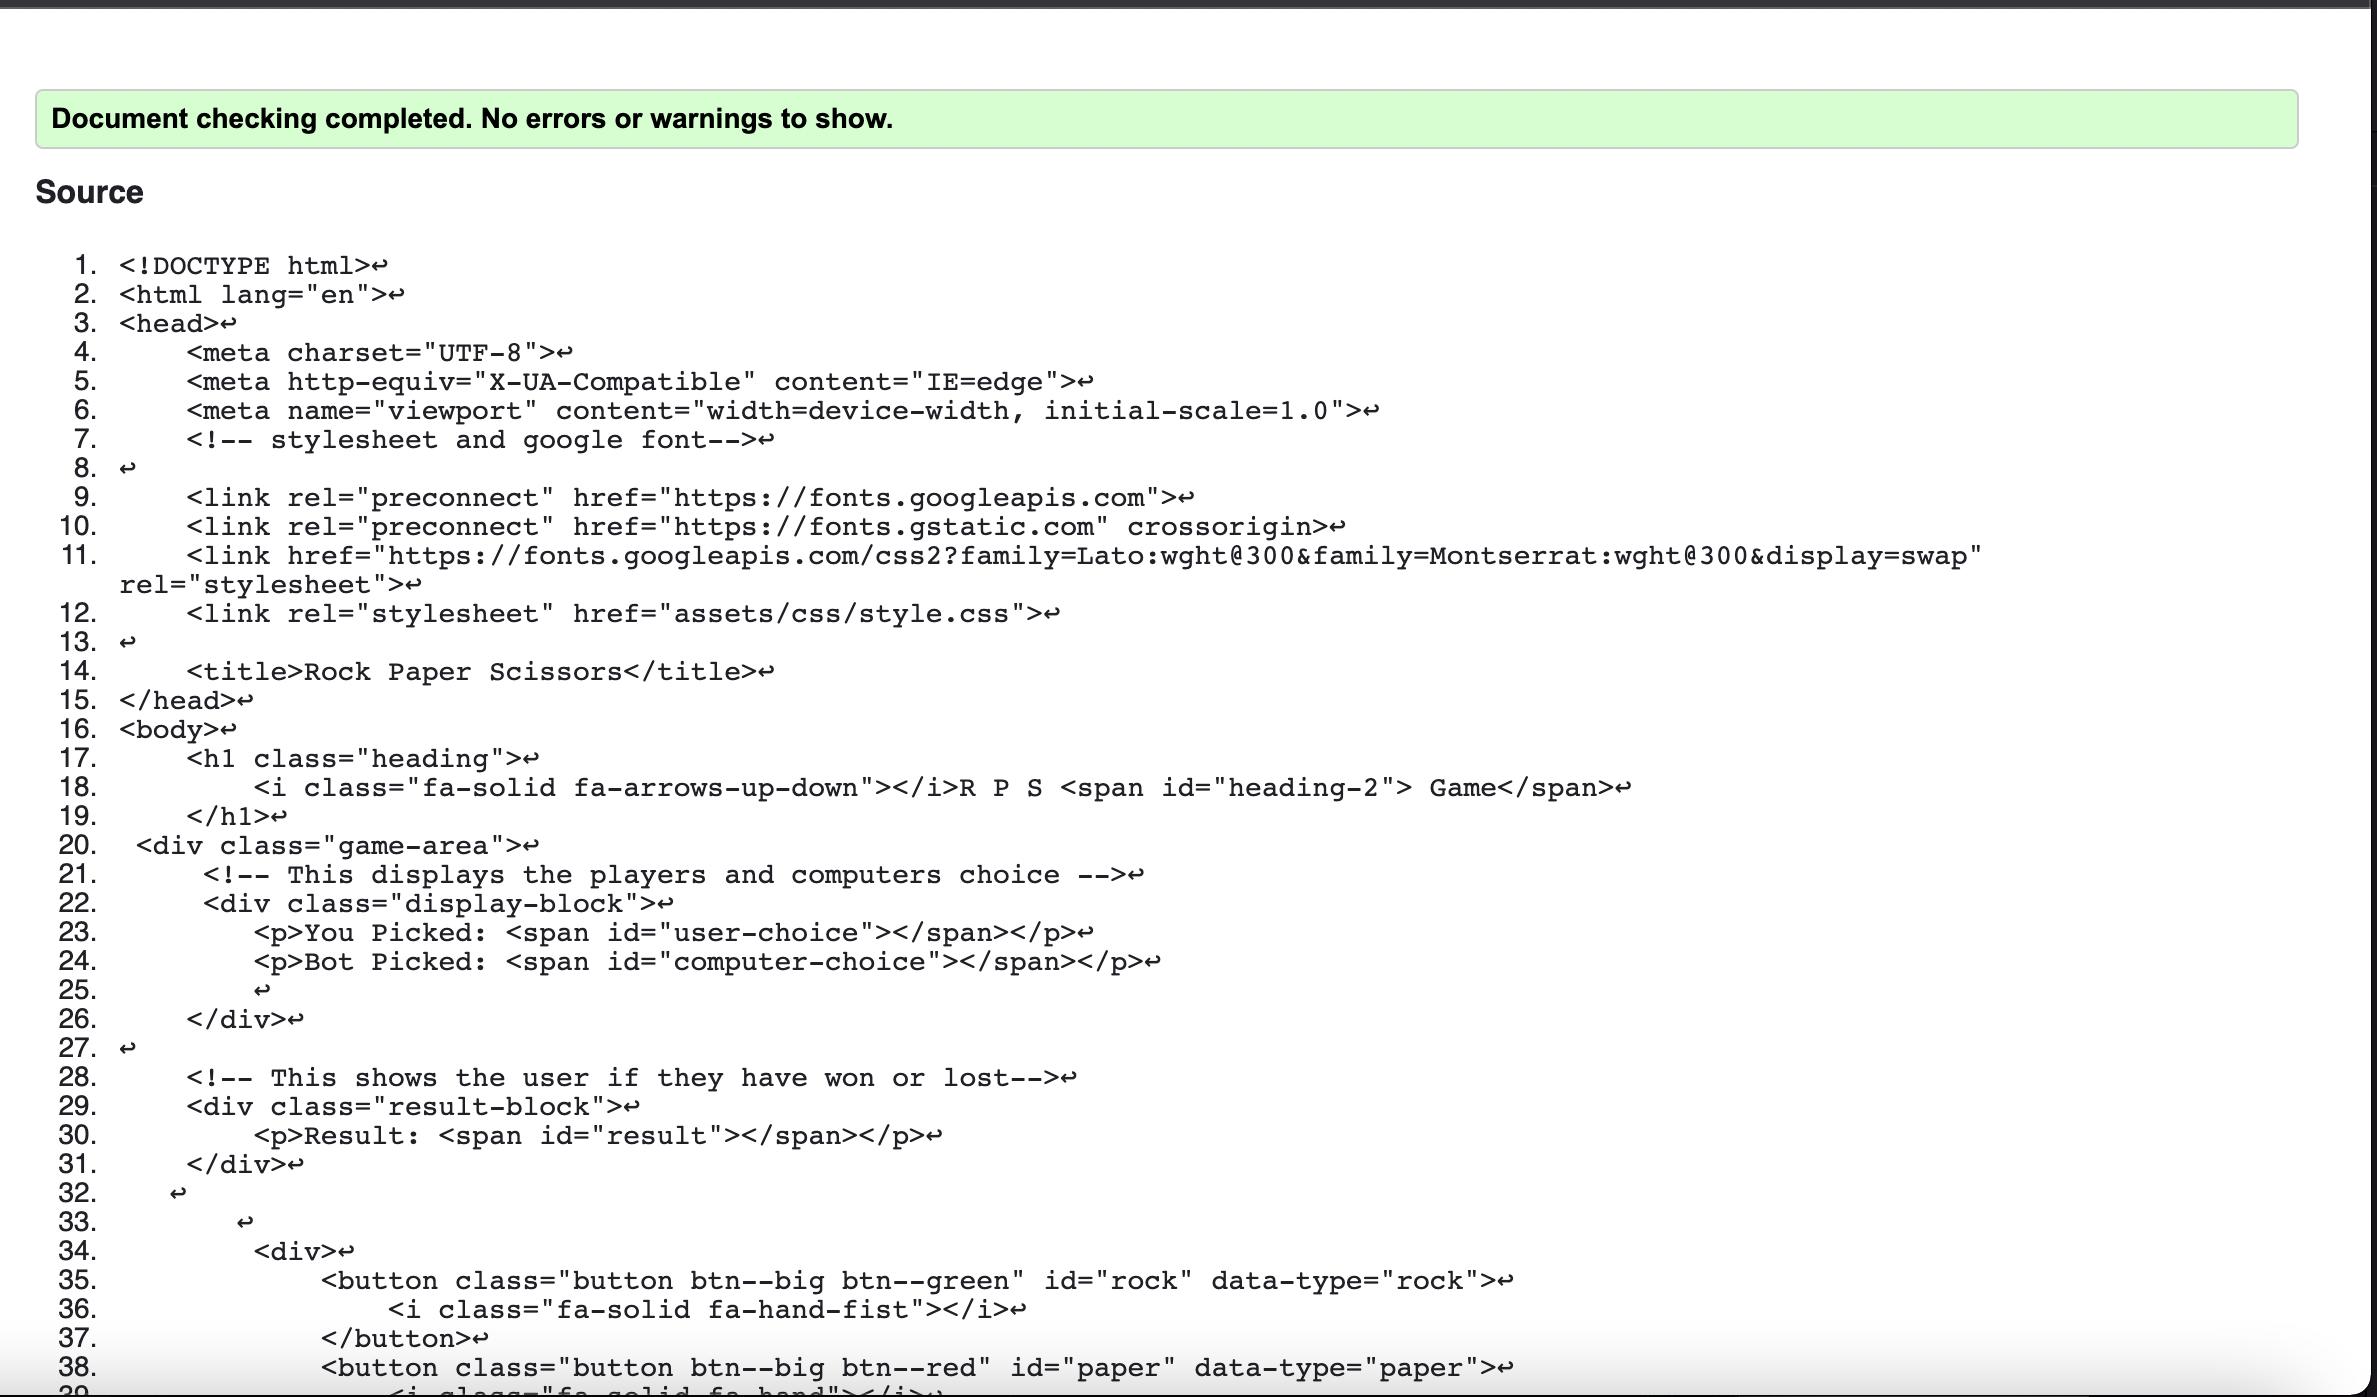 Document checking completed. No errors or warnings to show.
Source
1. <!DOCTYPE html>↩
2. <html lang="en">↩
3. <head>↩
4.     <meta charset="UTF-8">↩
5.     <meta http-equiv="X-UA-Compatible" content="IE=edge">↩
6.     <meta name="viewport" content="width=device-width, initial-scale=1.0">↩
7.     <!-- stylesheet and google font-->↩
8. ↩
9.     <link rel="preconnect" href="https://fonts.googleapis.com">↩
10.     <link rel="preconnect" href="https://fonts.gstatic.com" crossorigin>↩
11.     <link href="https://fonts.googleapis.com/css2?family=Lato:wght@300&family=Montserrat:wght@300&display=swap"
rel="stylesheet">↩
12.     <link rel="stylesheet" href="assets/css/style.css">↩
13. ↩
14.     <title>Rock Paper Scissors</title>↩
15. </head>↩
16. <body>↩
17.     <h1 class="heading">↩
18.         <i class="fa-solid fa-arrows-up-down"></i>R P S <span id="heading-2"> Game</span>↩
19.     </h1>↩
20.  <div class="game-area">↩
21.      <!-- This displays the players and computers choice -->↩
22.      <div class="display-block">↩
23.         <p>You Picked: <span id="user-choice"></span></p>↩
24.         <p>Bot Picked: <span id="computer-choice"></span></p>↩
25.         ↩
26.     </div>↩
27. ↩
28.     <!-- This shows the user if they have won or lost-->↩
29.     <div class="result-block">↩
30.         <p>Result: <span id="result"></span></p>↩
31.     </div>↩
32.    ↩
33.        ↩
34.         <div>↩
35.             <button class="button btn--big btn--green" id="rock" data-type="rock">↩
36.                 <i class="fa-solid fa-hand-fist"></i>↩
37.             </button>↩
38.             <button class="button btn--big btn--red" id="paper" data-type="paper">↩
39.                 <i class="fa-solid fa-hand"></i>↩